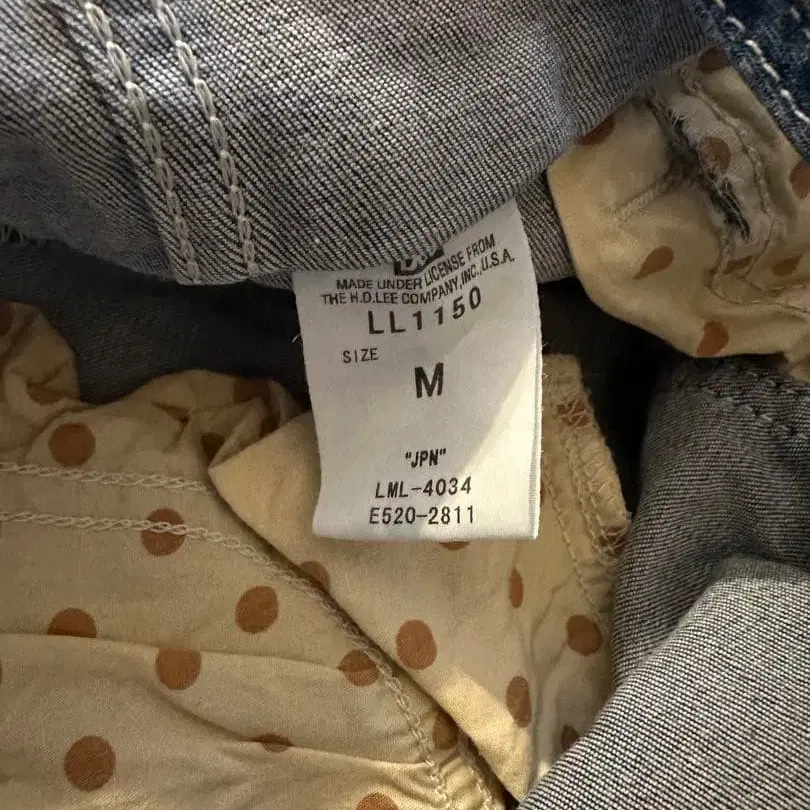 MADE UNDER LICENSE FROM
THE H.D.LEE COMPANY,INC.,U.S.A.
LL1150
SIZE
M
"JPN"
LML-4034
E520-2811